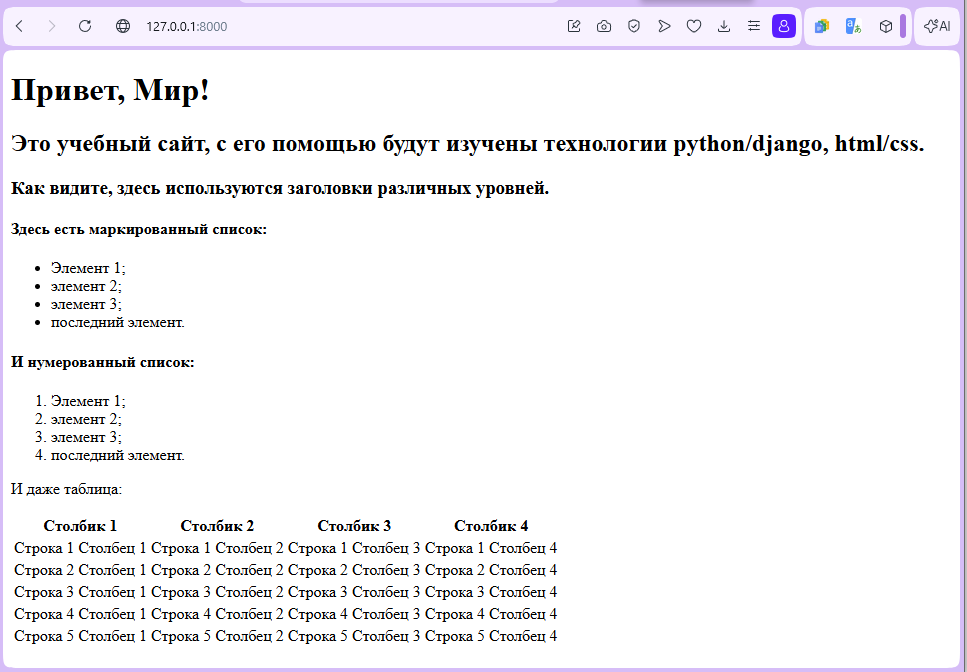 127.0.0.1:8000
AI
Привет, Мир!
Это учебный сайт, с его помощью будут изучены технологии python/django, html/css.
Как видите, здесь используются заголовки различных уровней.
Здесь есть маркированный список:
• Элемент 1;
• элемент 2;
• элемент 3;
• последний элемент.
И нумерованный список:
1. Элемент 1;
2. элемент 2;
3. элемент 3;
4. последний элемент.
И даже таблица:
Столбик 1 Столбик 2 Столбик 3 Столбик 4
Строка 1 Столбец 1 Строка 1 Столбец 2 Строка 1 Столбец 3 Строка 1 Столбец 4
Строка 2 Столбец 1 Строка 2 Столбец 2 Строка 2 Столбец 3 Строка 2 Столбец 4
Строка 3 Столбец 1 Строка 3 Столбец 2 Строка 3 Столбец 3 Строка 3 Столбец 4
Строка 4 Столбец 1 Строка 4 Столбец 2 Строка 4 Столбец 3 Строка 4 Столбец 4
Строка 5 Столбец 1 Строка 5 Столбец 2 Строка 5 Столбец 3 Строка 5 Столбец 4